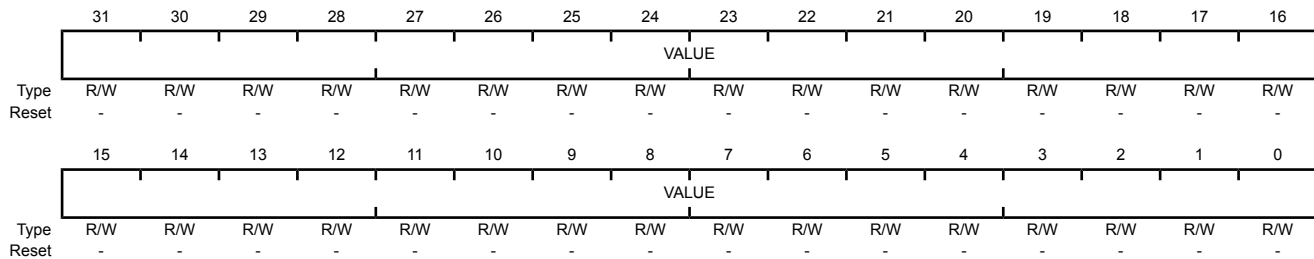 31 30 29 28 27 26 25 24 23 22 21 20 19 18 17 16
VALUE
Type R/W R/W R/W R/W R/W R/W R/W R/W R/W R/W R/W R/W R/W R/W R/W R/W
Reset - - - - - - - - - - - - - - - -
15 14 13 12 11 10 9 8 7 6 5 4 3 2 1 0
VALUE
Type R/W R/W R/W R/W R/W R/W R/W R/W R/W R/W R/W R/W R/W R/W R/W R/W
Reset - - - - - - - - - - - - - - - -